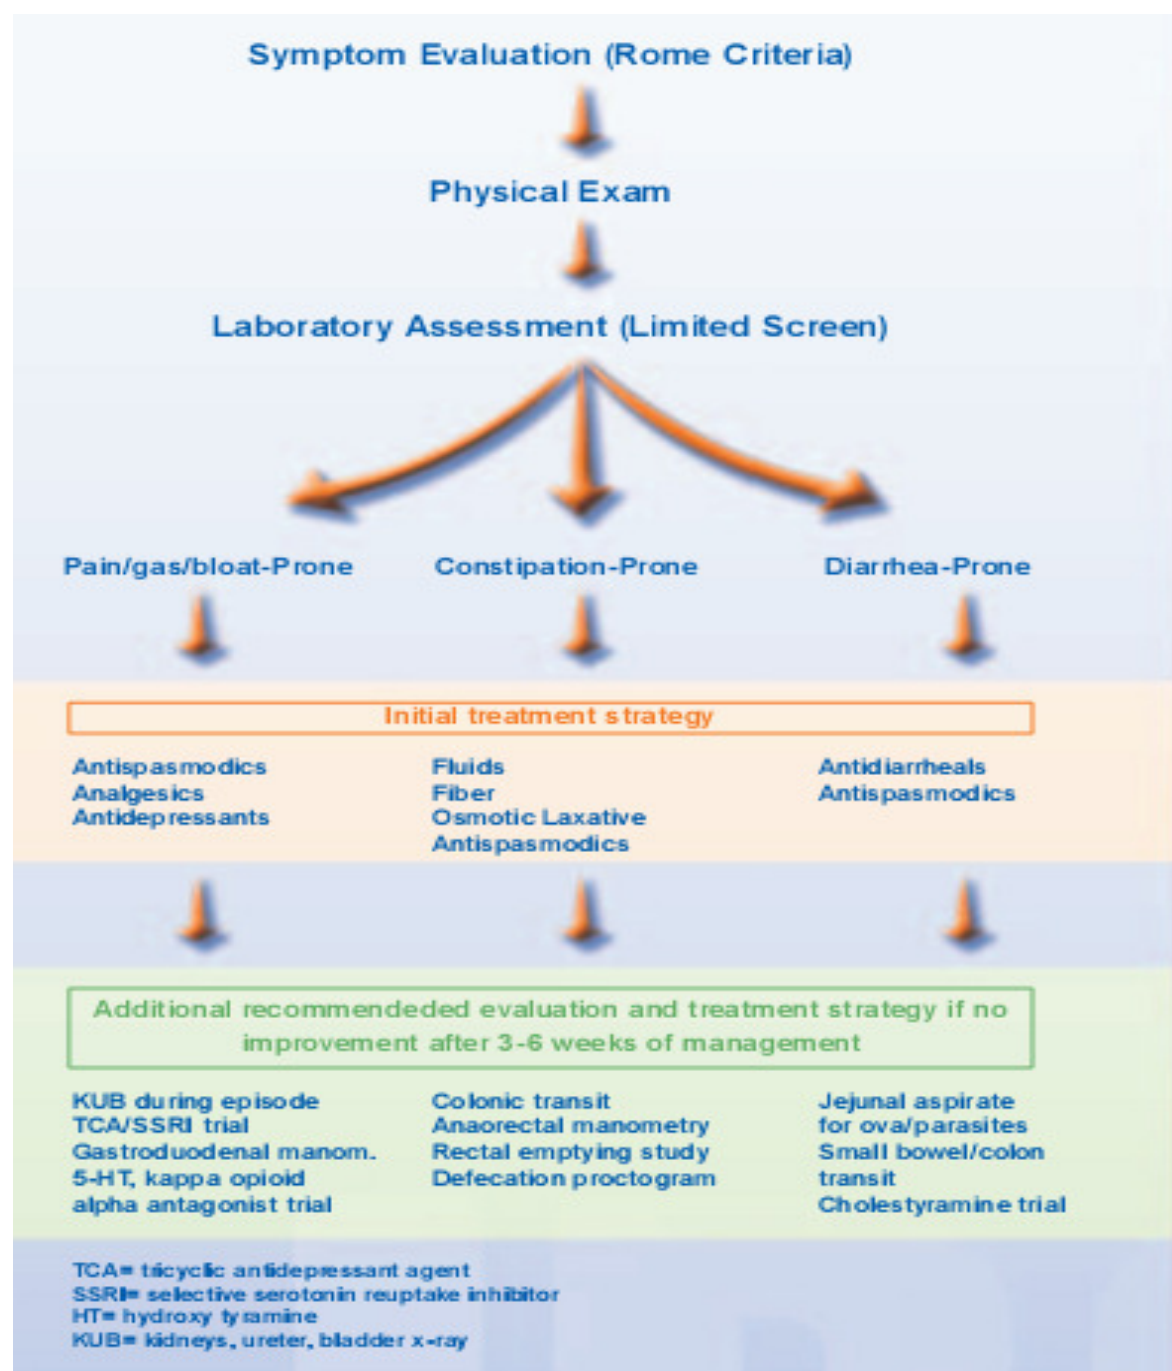 Symptom Evaluation (Rome Criteria)
Physical Exam
Laboratory Assessment (Limited Screen)
Pain/gas/bloat-Prone
Constipation-Prone
Diarrhea-Prone
Initial treatment strategy
Antispasmodics
Analgesics
Antidepressants
Fluids
Fiber
Osmotic Laxative
Antispasmodics
Antidiarrheals
Antispasmodics
Additional recommendeded evaluation and treatment strategy if no
improvement after 3-6 weeks of management
KUB during episode
TCA/SSRI trial
Gastroduodenal manom.
5-HT, kappa opioid
alpha antagonist trial
Colonic transit
Anaorectal manometry
Rectal emptying study
Defecation proctogram
Jejunal aspirate
for ova/parasites
Small bowel/colon
transit
Cholestyramine trial
TCA= tricyclic antidepressant agent
SSRI= selective serotonin reuptake inhibitor
HT= hydroxy tyramine
KUB= kidneys, ureter, bladder x-ray